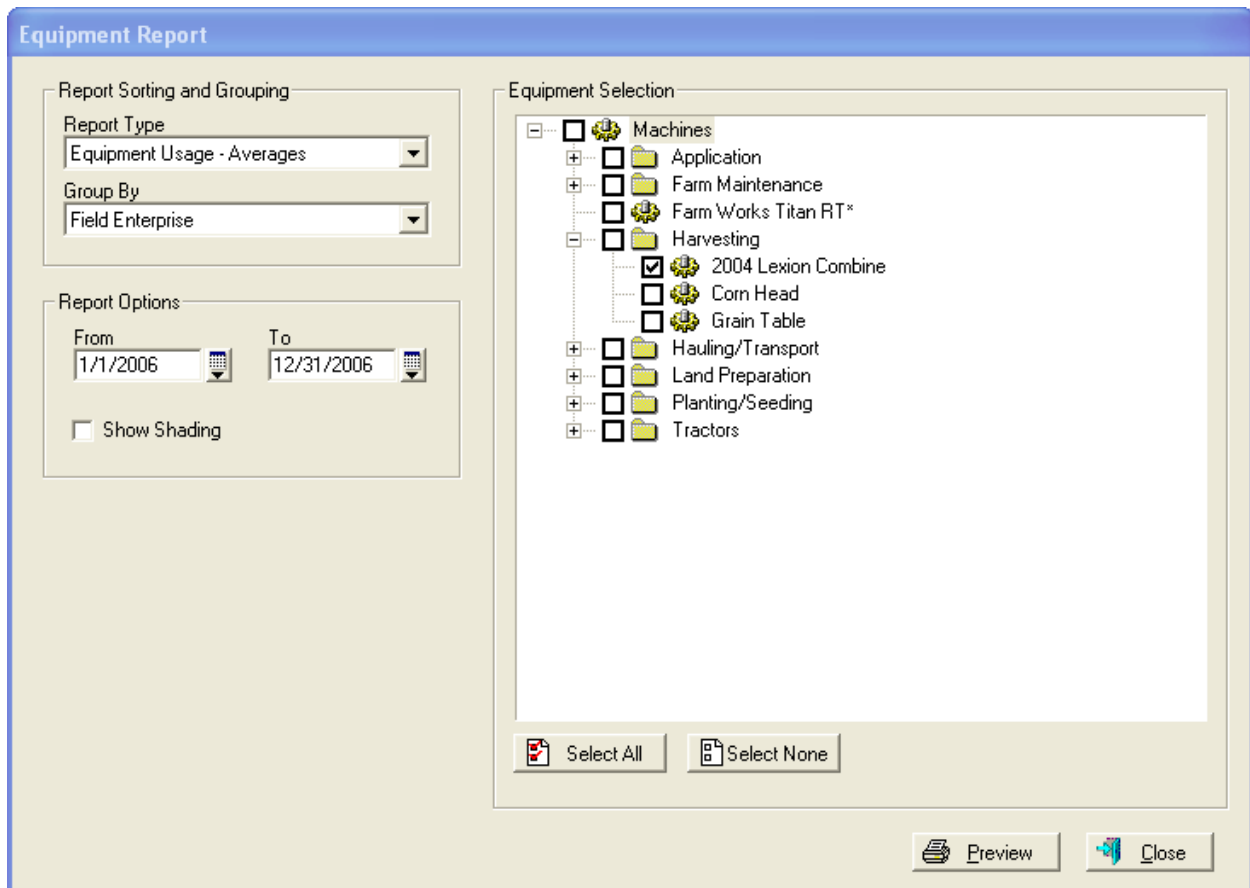 Equipment Report
Report Sorting and Grouping
Report Type
Equipment Usage - Averages
Group By
Field Enterprise
Report Options
From To
1/1/2006 12/31/2006
Show Shading
Equipment Selection
Machines
Application
Farm Maintenance
Farm Works Titan RT*
Harvesting
2004 Lexion Combine
Corn Head
Grain Table
Hauling/Transport
Land Preparation
Planting/Seeding
Tractors
Select All Select None
Preview Close